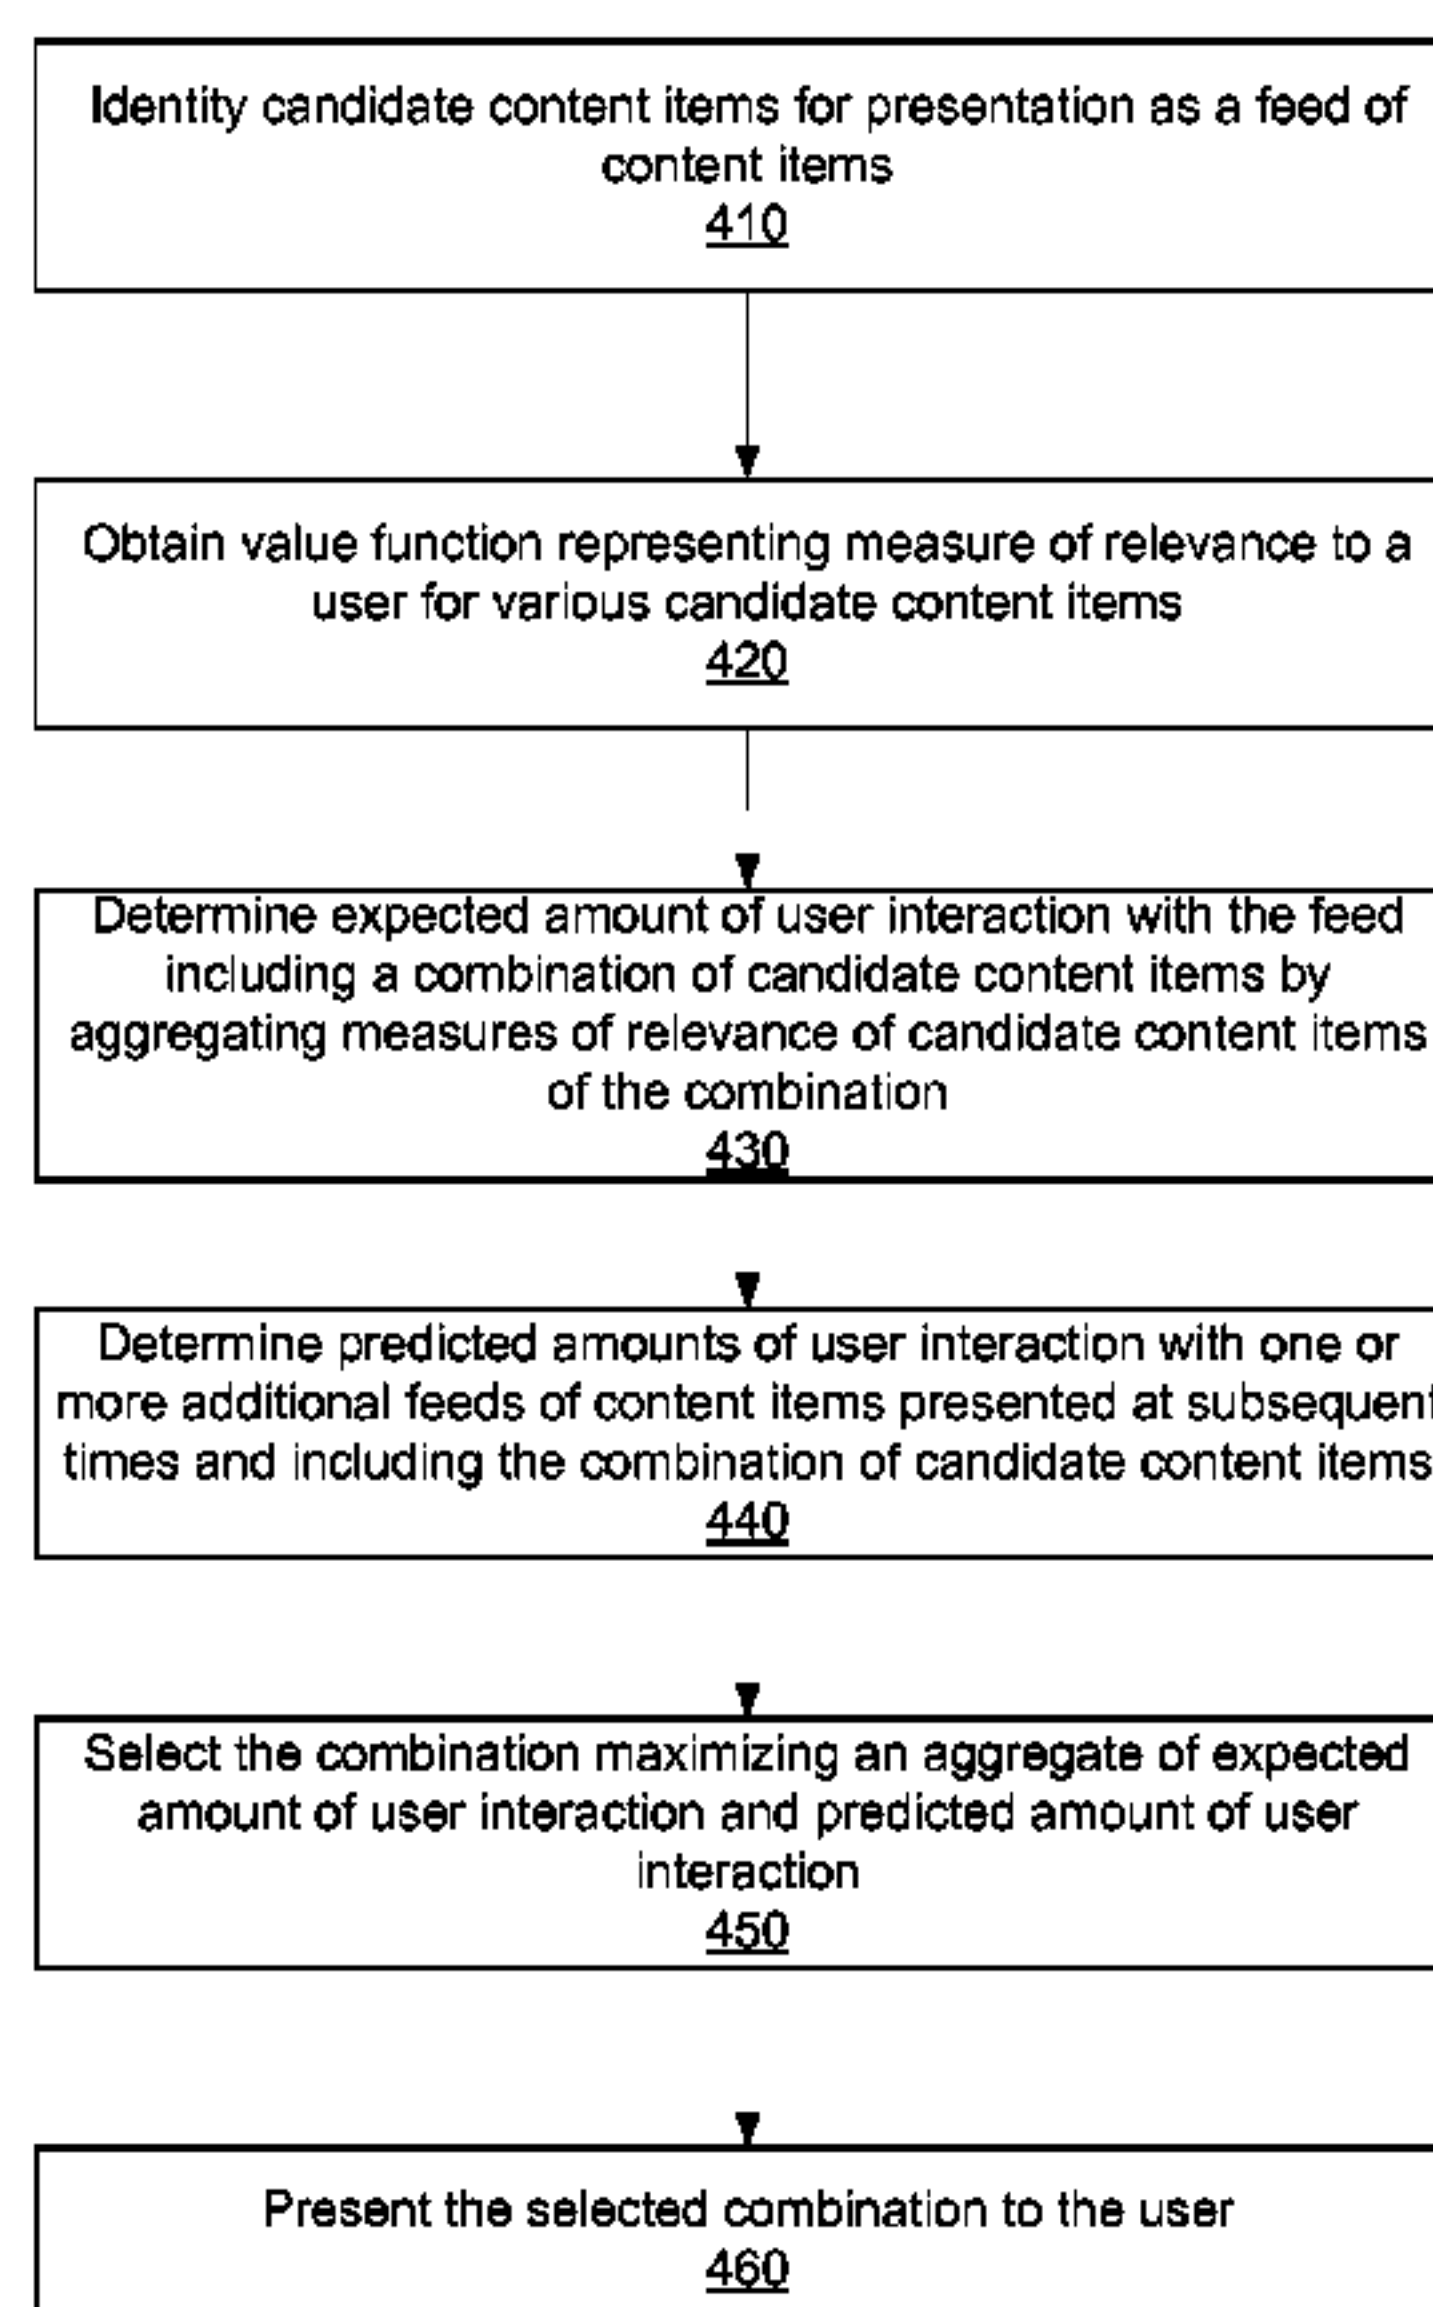 Identity candidate content items for presentation as a feed of
content items
410
Obtain value function representing measure of relevance to a
user for various candidate content items
420
Determine expected amount of user interaction with the feed
including a combination of candidate content items by
aggregating measures of relevance of candidate content items
of the combination
430
Determine predicted amounts of user interaction with one or
more additional feeds of content items presented at subsequent
times and including the combination of candidate content items
440
Select the combination maximizing an aggregate of expected
amount of user interaction and predicted amount of user
interaction
450
Present the selected combination to the user
460